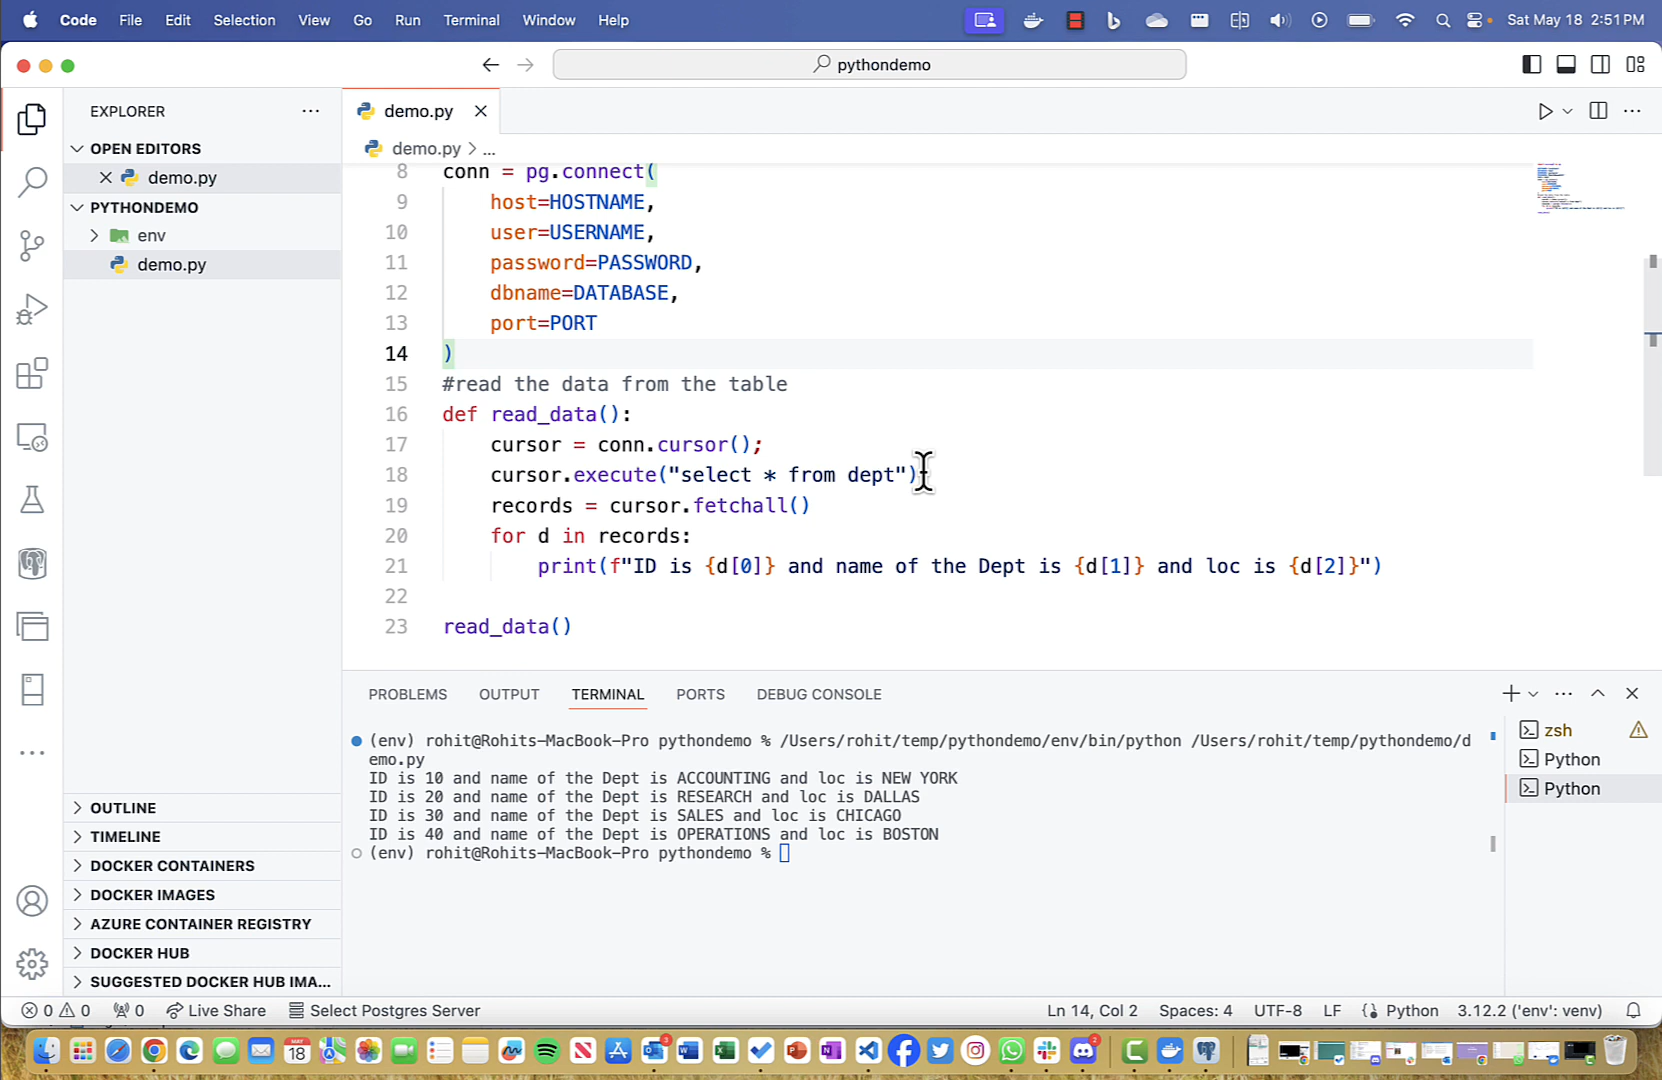 Code File Edit Selection View Go Run Terminal Window Help Sat May 18 2:51 PM
pythondemo
EXPLORER
OPEN EDITORS
demo.py
PYTHONDEMO
env
demo.py
OUTLINE
TIMELINE
DOCKER CONTAINERS
DOCKER IMAGES
AZURE CONTAINER REGISTRY
DOCKER HUB
SUGGESTED DOCKER HUB IMA...
demo.py
demo.py > ...
8 conn = pg.connect(
9 host=HOSTNAME,
10 user=USERNAME,
11 password=PASSWORD,
12 dbname=DATABASE,
13 port=PORT
14 )
15 #read the data from the table
16 def read_data():
17 cursor = conn.cursor();
18 cursor.execute("select * from dept")
19 records = cursor.fetchall()
20 for d in records:
21 print(f"ID is {d[0]} and name of the Dept is {d[1]} and loc is {d[2]}")
22
23 read_data()
PROBLEMS OUTPUT TERMINAL PORTS DEBUG CONSOLE
(env) rohit@Rohits-MacBook-Pro pythondemo % /Users/rohit/temp/pythondemo/env/bin/python /Users/rohit/temp/pythondemo/d
emo.py
ID is 10 and name of the Dept is ACCOUNTING and loc is NEW YORK
ID is 20 and name of the Dept is RESEARCH and loc is DALLAS
ID is 30 and name of the Dept is SALES and loc is CHICAGO
ID is 40 and name of the Dept is OPERATIONS and loc is BOSTON
(env) rohit@Rohits-MacBook-Pro pythondemo %
zsh
Python
Python
0 0 0 Live Share Select Postgres Server Ln 14, Col 2 Spaces: 4 UTF-8 LF Python 3.12.2 ('env': venv)
MAY
18
3
2